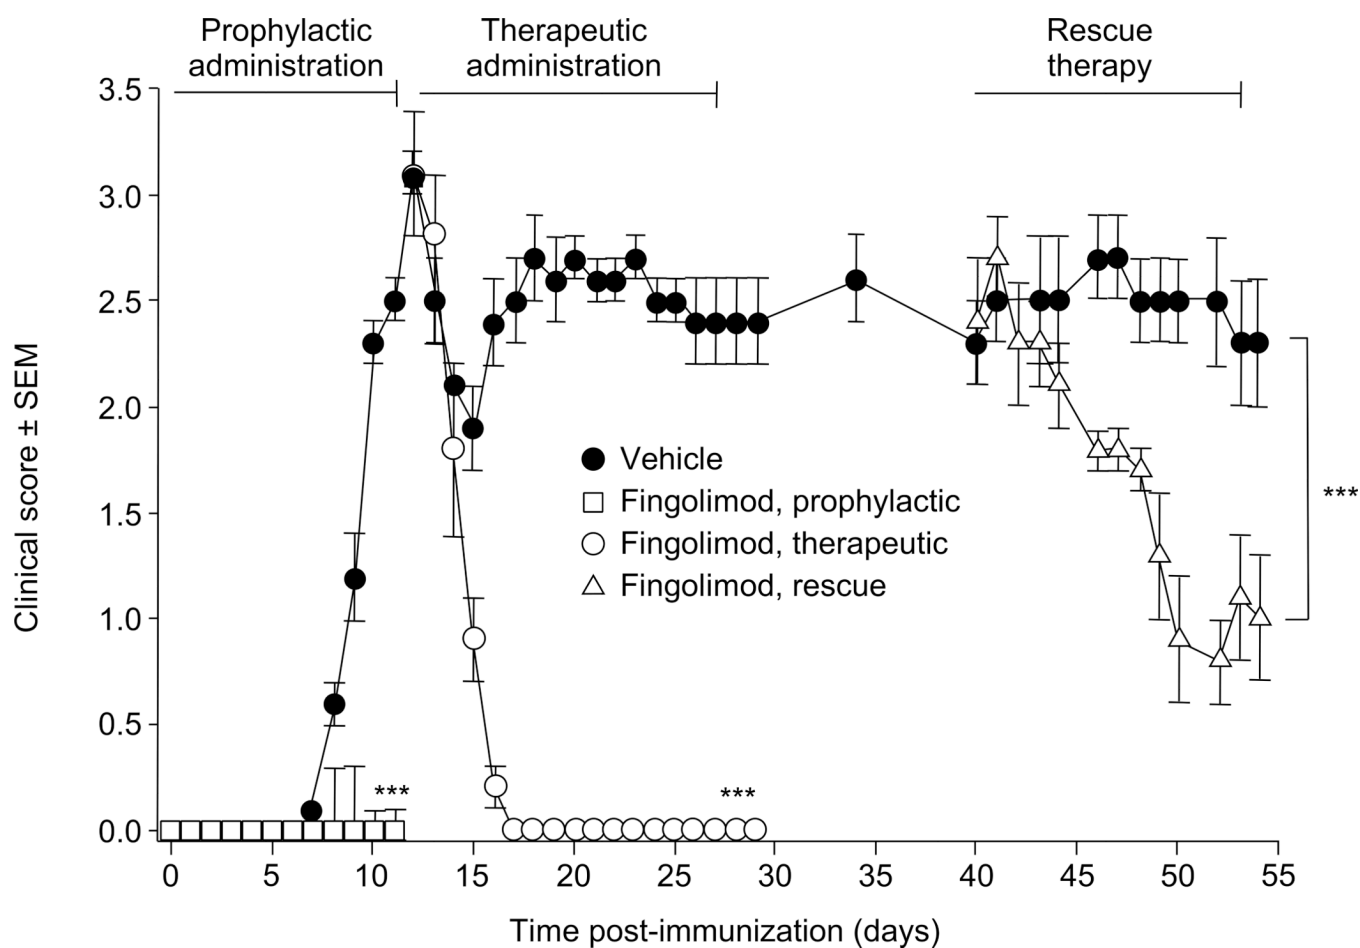 Prophylactic
administration
Therapeutic
administration
Rescue
therapy
3.5
3.0
2.5
2.0
1.5
1.0
0.5
0.0
Clinical score ± SEM
Vehicle
Fingolimod, prophylactic
Fingolimod, therapeutic
Fingolimod, rescue
***
***
***
0 5 10 15 20 25 30 35 40 45 50 55
Time post-immunization (days)